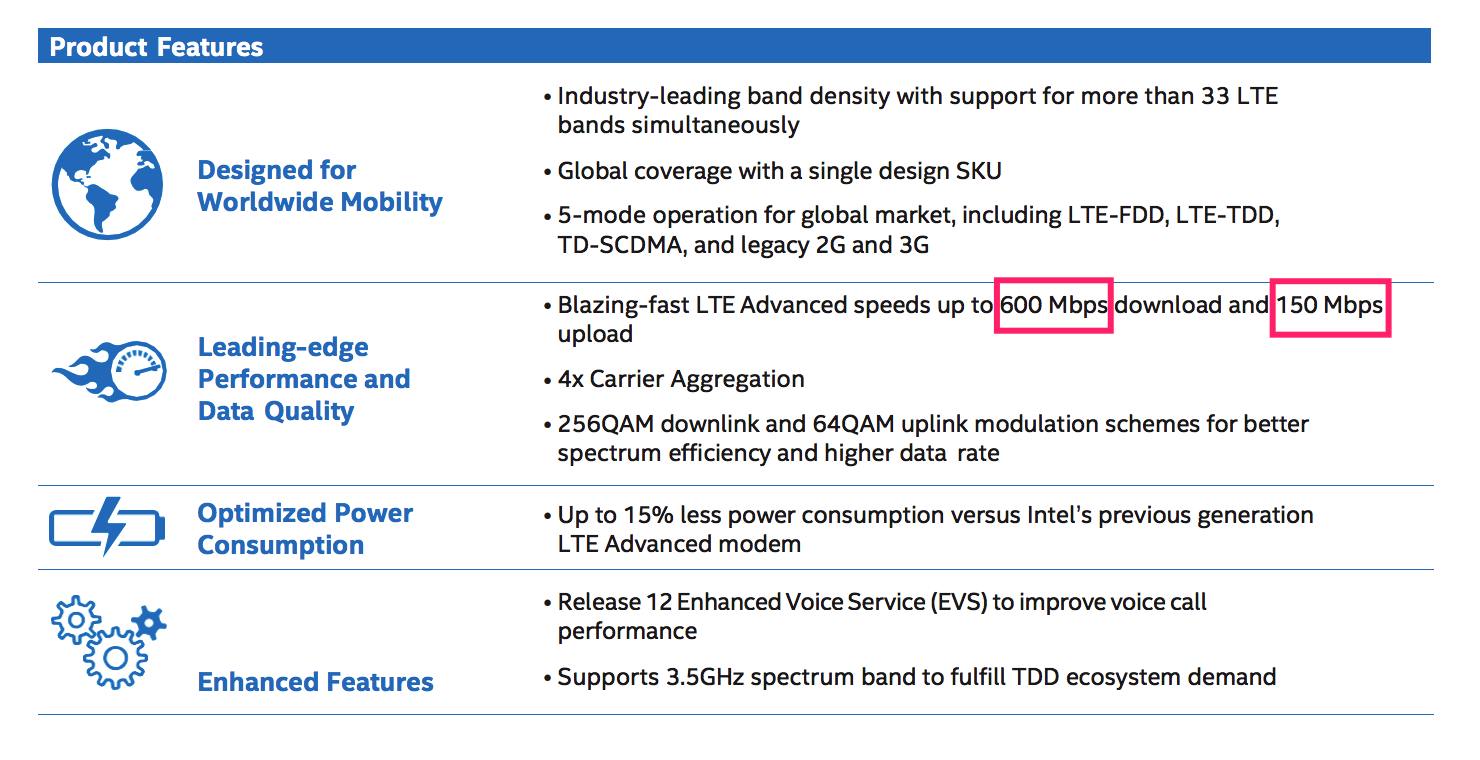 Product Features
Designed for
Worldwide Mobility
• Industry-leading band density with support for more than 33 LTE
bands simultaneously
• Global coverage with a single design SKU
• 5-mode operation for global market, including LTE-FDD, LTE-TDD,
TD-SCDMA, and legacy 2G and 3G
Leading-edge
Performance and
Data Quality
• Blazing-fast LTE Advanced speeds up to 600 Mbps download and 150 Mbps
upload
• 4x Carrier Aggregation
• 256QAM downlink and 64QAM uplink modulation schemes for better
spectrum efficiency and higher data rate
Optimized Power
Consumption
• Up to 15% less power consumption versus Intel's previous generation
LTE Advanced modem
Enhanced Features
• Release 12 Enhanced Voice Service (EVS) to improve voice call
performance
• Supports 3.5GHz spectrum band to fulfill TDD ecosystem demand